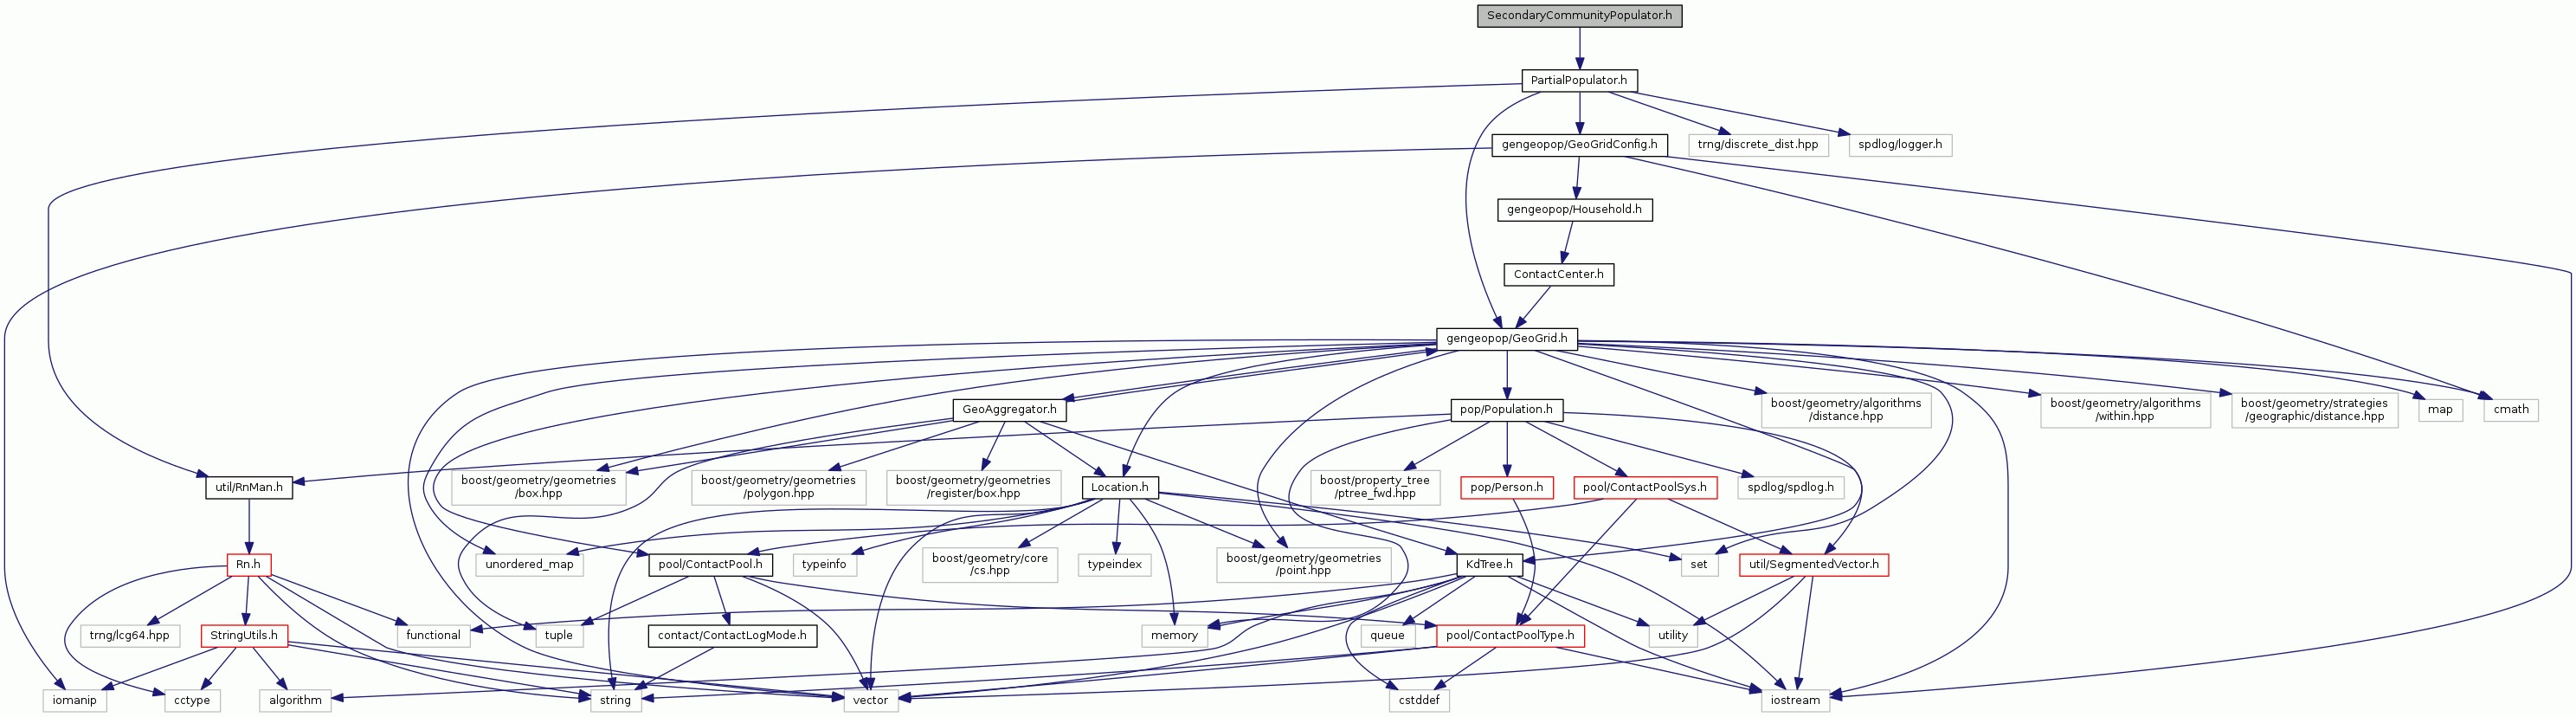 SecondaryCommunityPopulator.h
PartialPopulator.h
gengeopop/GeoGridConfig.h
trng/discrete_dist.hpp
spdlog/logger.h
gengeopop/Household.h
ContactCenter.h
gengeopop/GeoGrid.h
GeoAggregator.h
pop/Population.h
boost/geometry/algorithms
/distance.hpp
boost/geometry/algorithms
/within.hpp
boost/geometry/strategies
/geographic/distance.hpp
map
cmath
util/RnMan.h
boost/geometry/geometries
/box.hpp
boost/geometry/geometries
/polygon.hpp
boost/geometry/geometries
/register/box.hpp
Location.h
boost/property_tree
/ptree_fwd.hpp
pop/Person.h
pool/ContactPoolSys.h
spdlog/spdlog.h
Rn.h
unordered_map
pool/ContactPool.h
typeinfo
boost/geometry/core
/cs.hpp
typeindex
boost/geometry/geometries
/point.hpp
KdTree.h
set
util/SegmentedVector.h
trng/lcg64.hpp
StringUtils.h
functional
tuple
contact/ContactLogMode.h
memory
queue
pool/ContactPoolType.h
utility
iomanip
cctype
algorithm
string
vector
cstddef
iostream